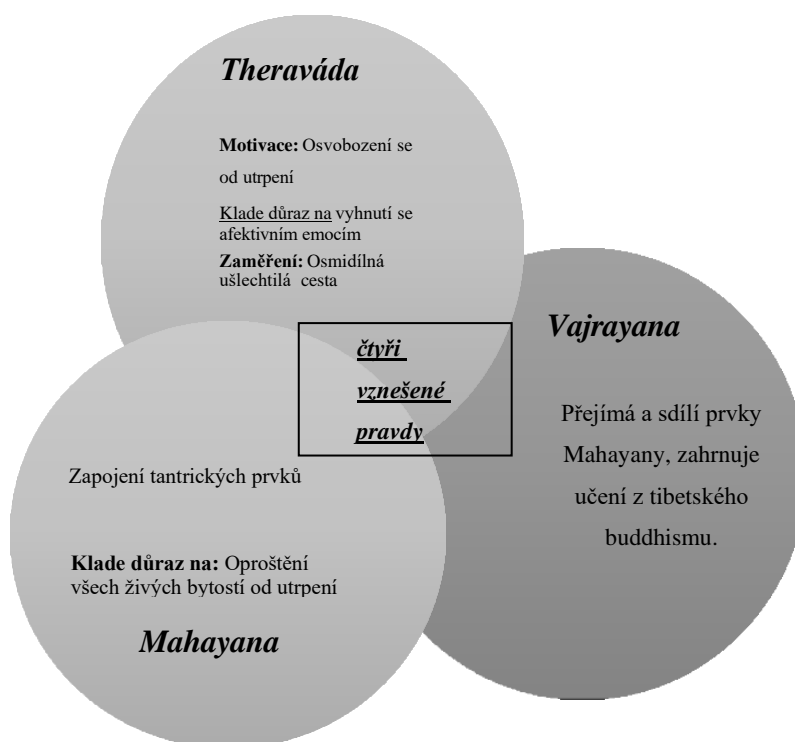 Theraváda
Motivace: Osvobození se
od utrpení
Klade důraz na vyhnutí se
afektivním emocím
Zaměření: Osmidílná
ušlechtilá cesta
čtyři
vznešené
pravdy
Vajrayana
Přejímá a sdílí prvky
Mahayany, zahrnuje
učení z tibetského
buddhismu.
Zapojení tantrických prvků
Klade důraz na: Oproštění
všech živých bytostí od utrpení
Mahayana